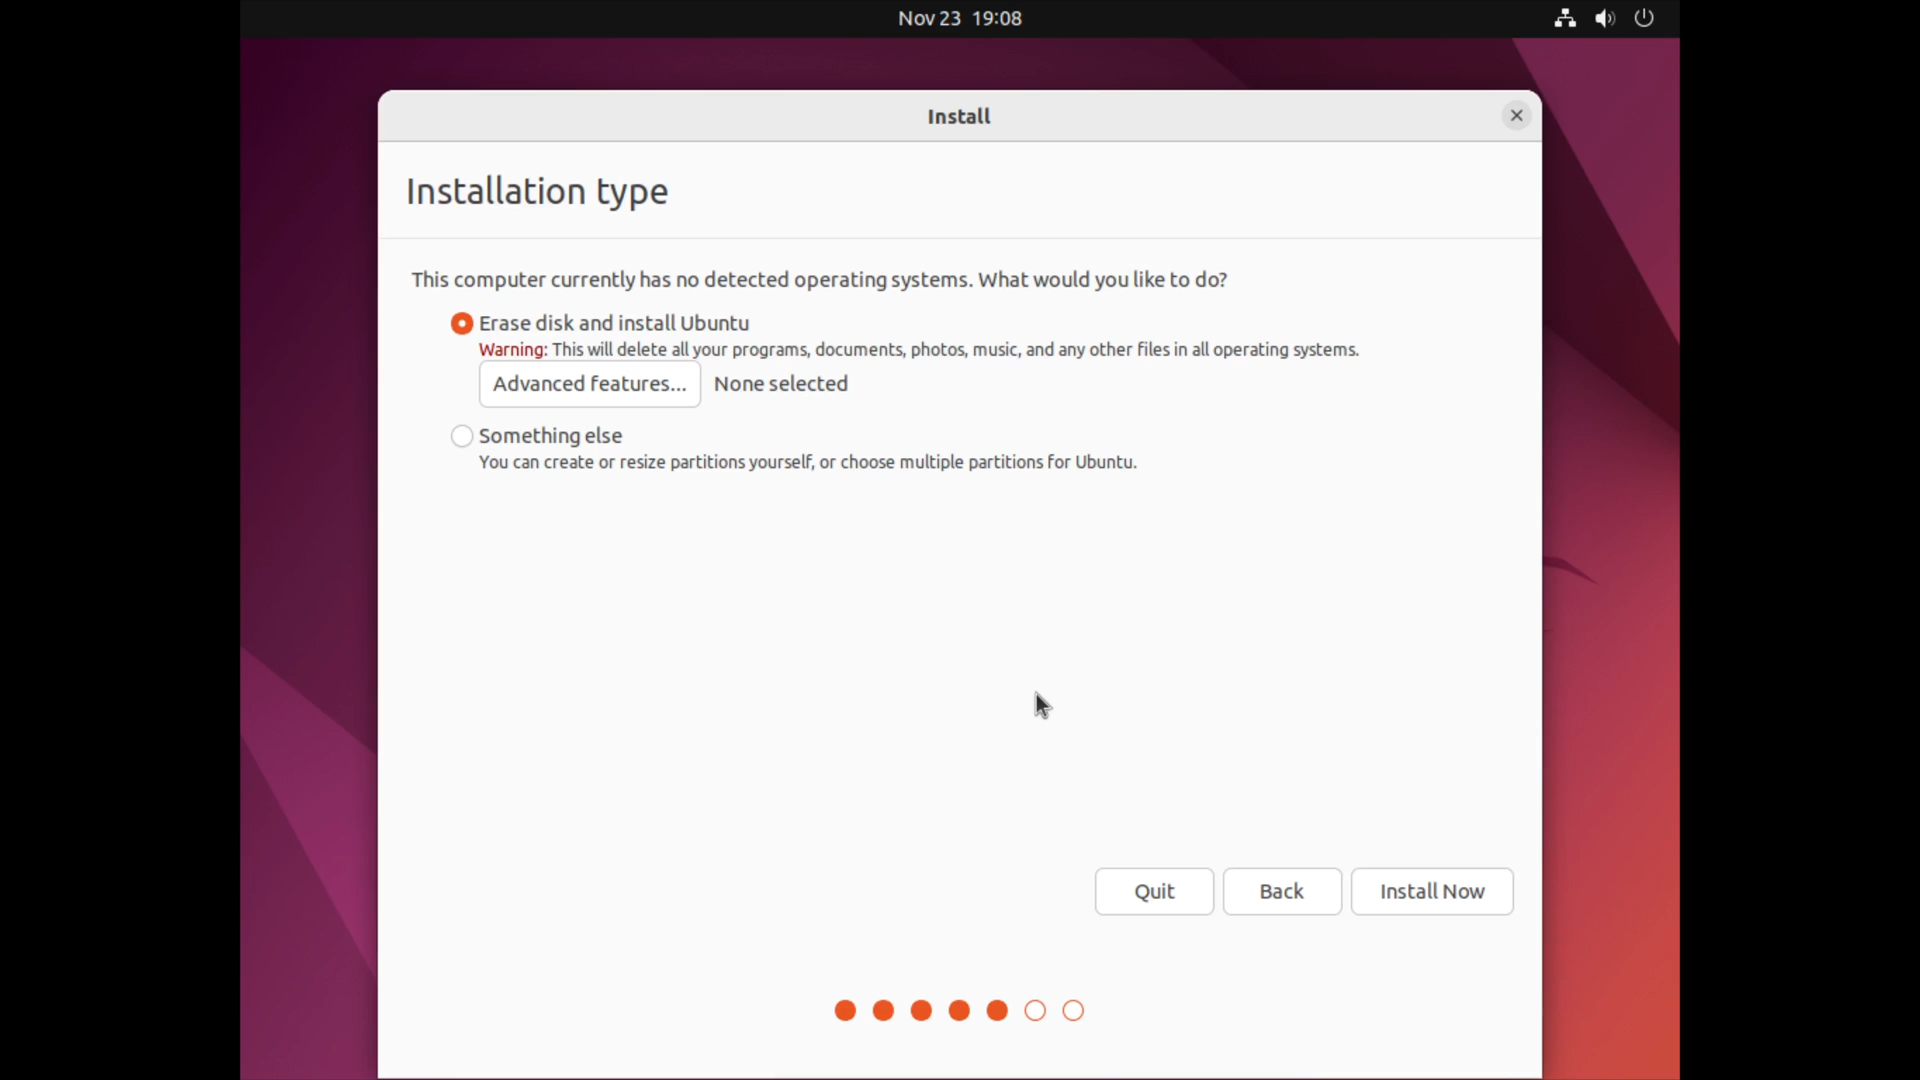 Nov 23 19:08
Install
Installation type
This computer currently has no detected operating systems. What would you like to do?
Erase disk and install Ubuntu
Warning: This will delete all your programs, documents, photos, music, and any other files in all operating systems.
Advanced features... None selected
Something else
You can create or resize partitions yourself, or choose multiple partitions for Ubuntu.
Quit Back Install Now